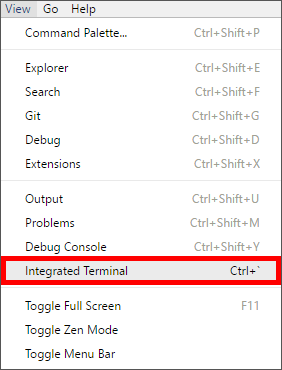 View Go Help
Command Palette... Ctrl+Shift+P
Explorer Ctrl+Shift+E
Search Ctrl+Shift+F
Git Ctrl+Shift+G
Debug Ctrl+Shift+D
Extensions Ctrl+Shift+X
Output Ctrl+Shift+U
Problems Ctrl+Shift+M
Debug Console Ctrl+Shift+Y
Integrated Terminal Ctrl+`
Toggle Full Screen F11
Toggle Zen Mode
Toggle Menu Bar